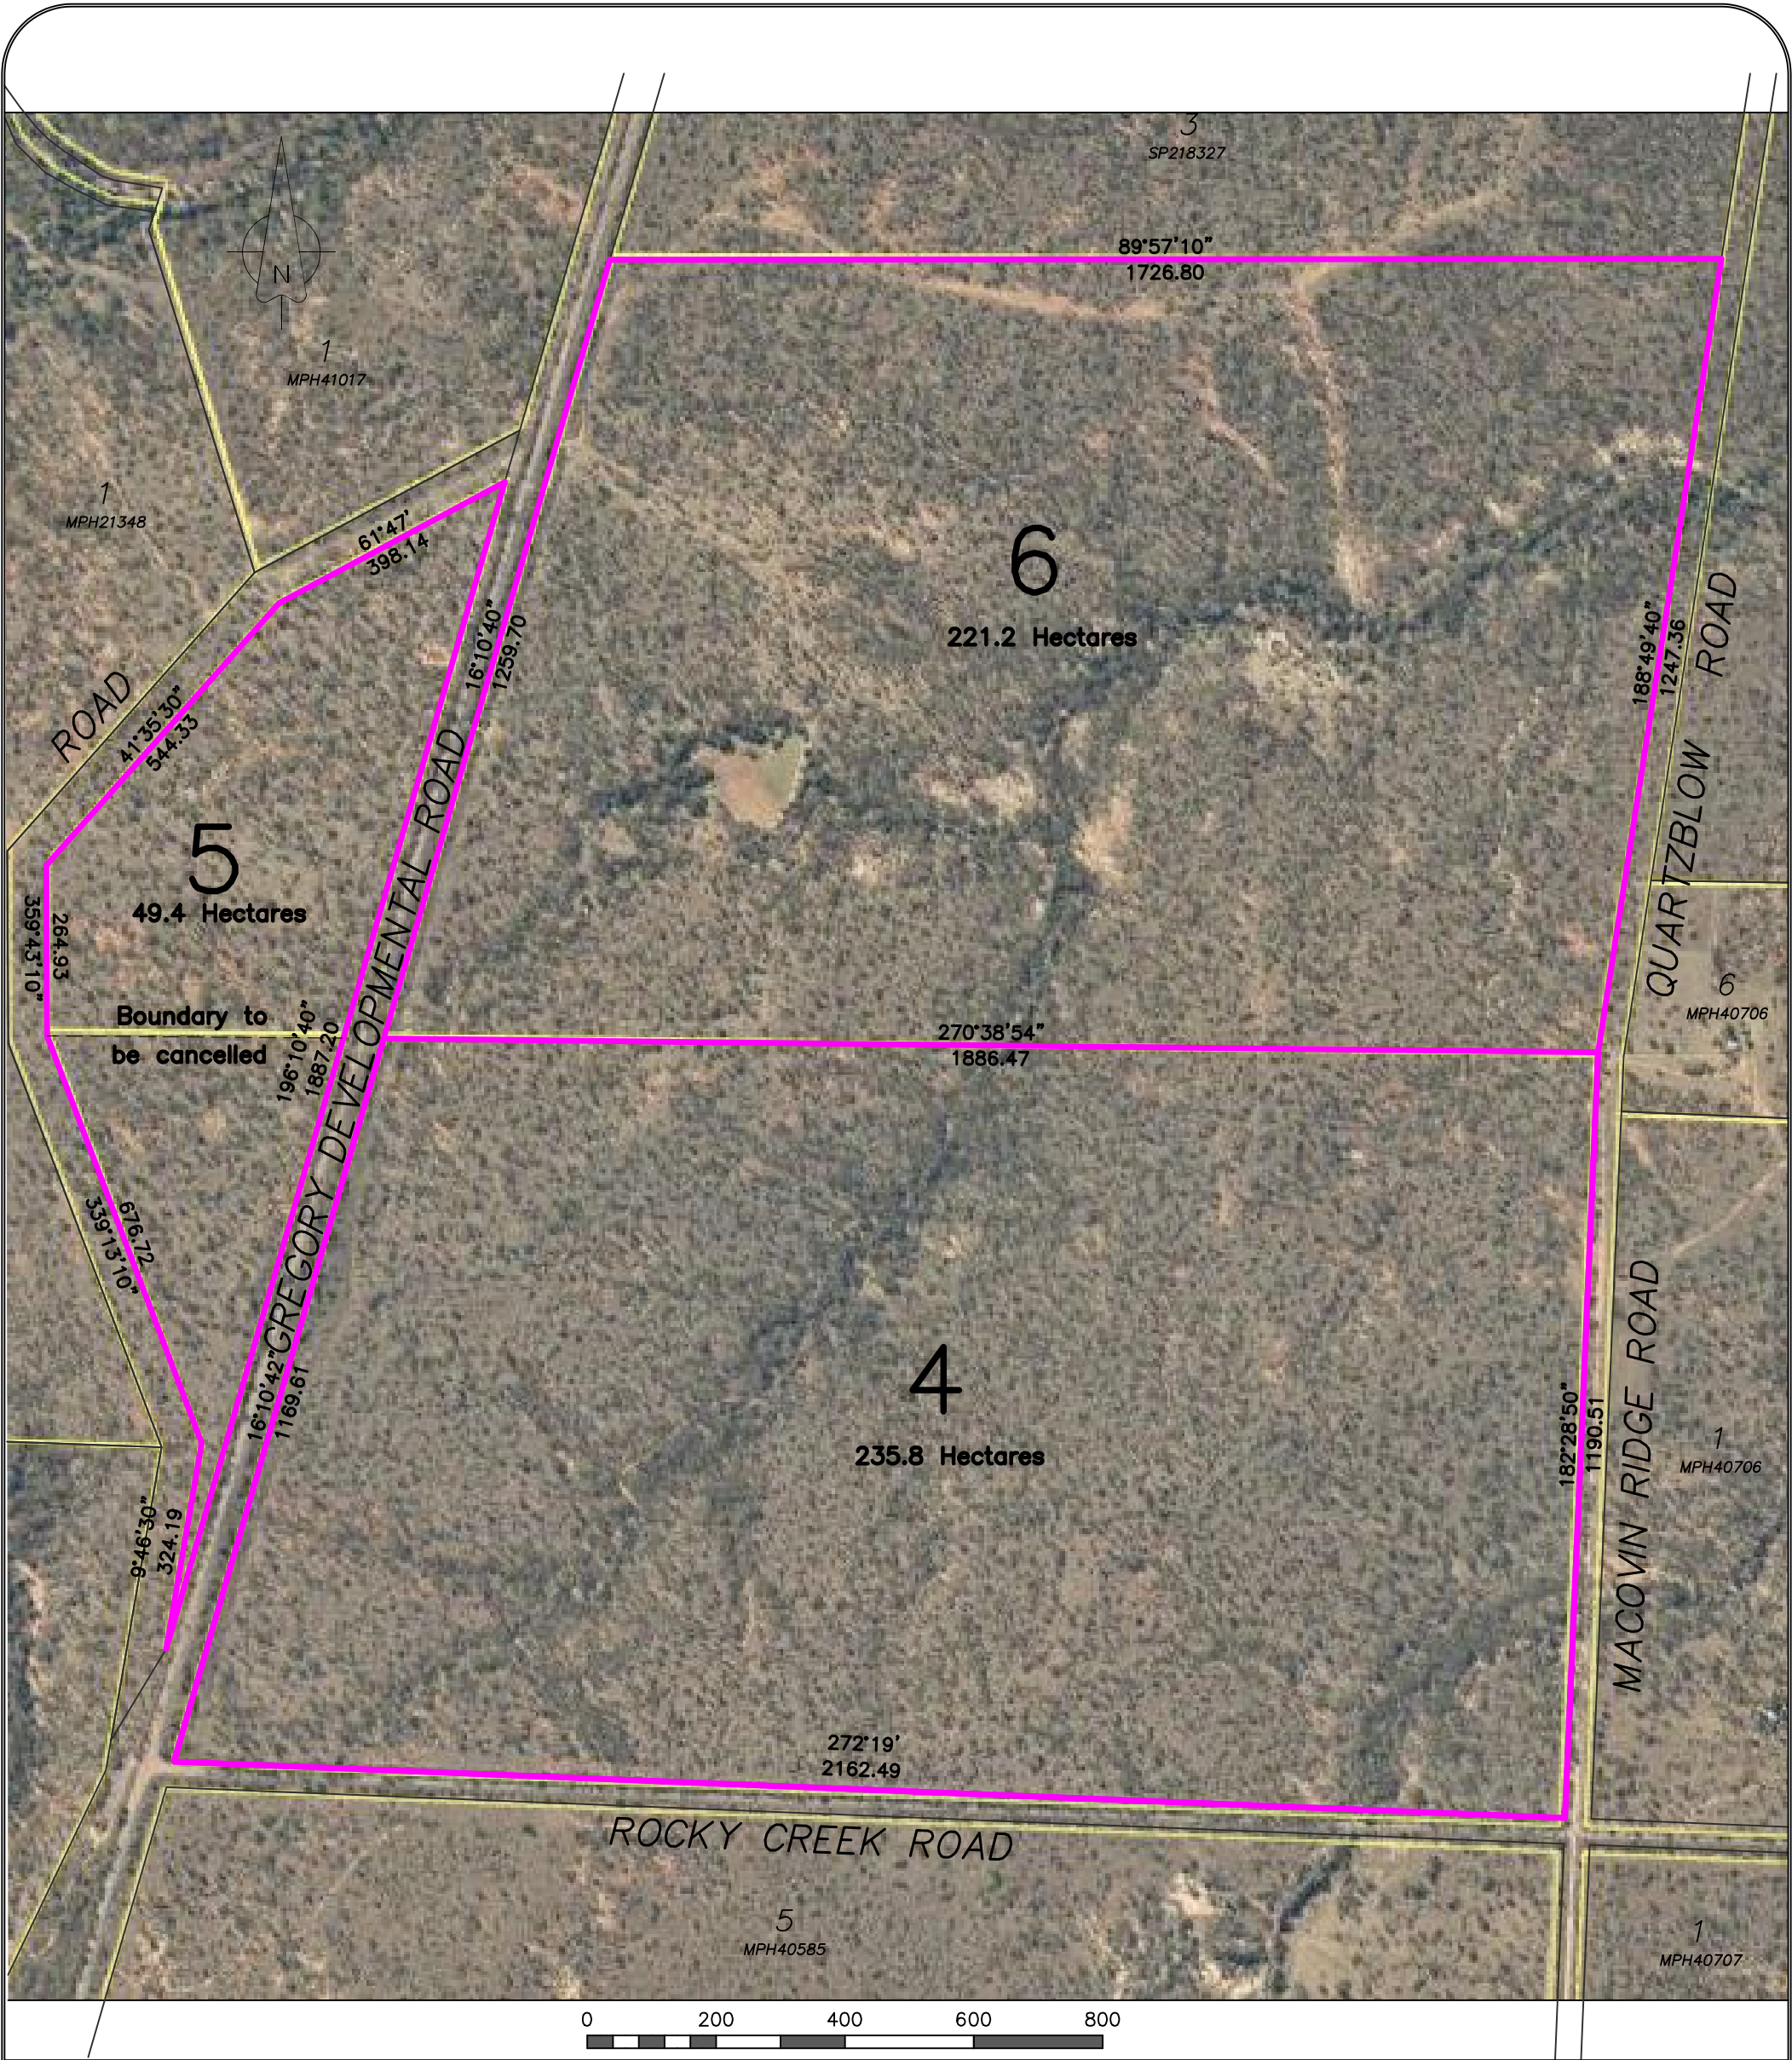 3
SP218327
89°57'10"
1726.80
N
1
MPH41017
1
MPH21348
61°47'
398.14
6
221.2 Hectares
16°10'40"
1259.70
188°49'40"
1247.36
QUARTZBLOW ROAD
ROAD
41°35'30"
544.33
5
49.4 Hectares
359°43'10"
264.93
Boundary to
be cancelled
196°10'40"
1887.20
GREGORY DEVELOPMENTAL ROAD
270°38'54"
1886.47
6
MPH40706
676.72
339°13'10"
16°10'42"
1169.61
4
235.8 Hectares
182°28'50"
1190.51
MACOVIN RIDGE ROAD
1
MPH40706
9°46'30"
324.19
272°19'
2162.49
ROCKY CREEK ROAD
5
MPH40585
1
MPH40707
0 200 400 600 800